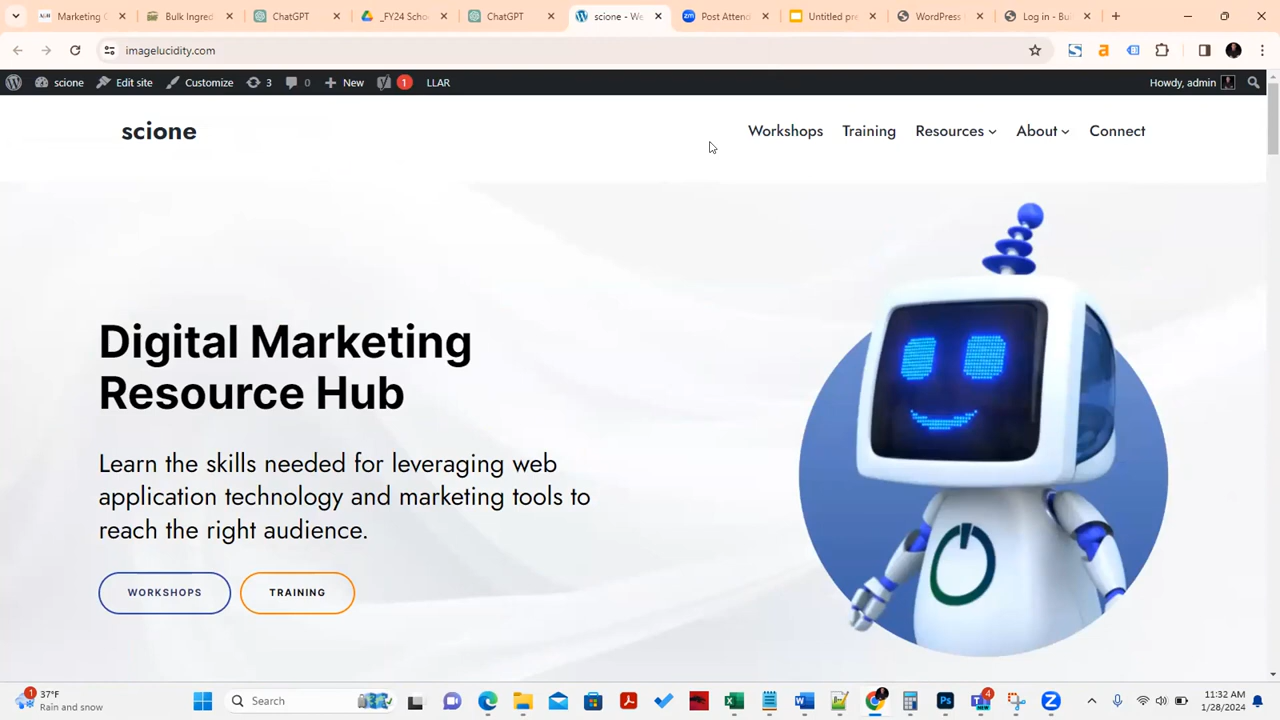 Marketing C
Bulk Ingred
ChatGPT
_FY24 Scho
ChatGPT
scione - We
Post Attend
Untitled pre
WordPress
Log in - Bu
imagelucidity.com
scione
Edit site
Customize
3
0
New
1
LLAR
Howdy, admin
scione
Workshops
Training
Resources
About
Connect
Digital Marketing
Resource Hub
Learn the skills needed for leveraging web
application technology and marketing tools to
reach the right audience.
WORKSHOPS
TRAINING
1
37°F
Rain and snow
Search
4
11:32 AM
1/28/2024